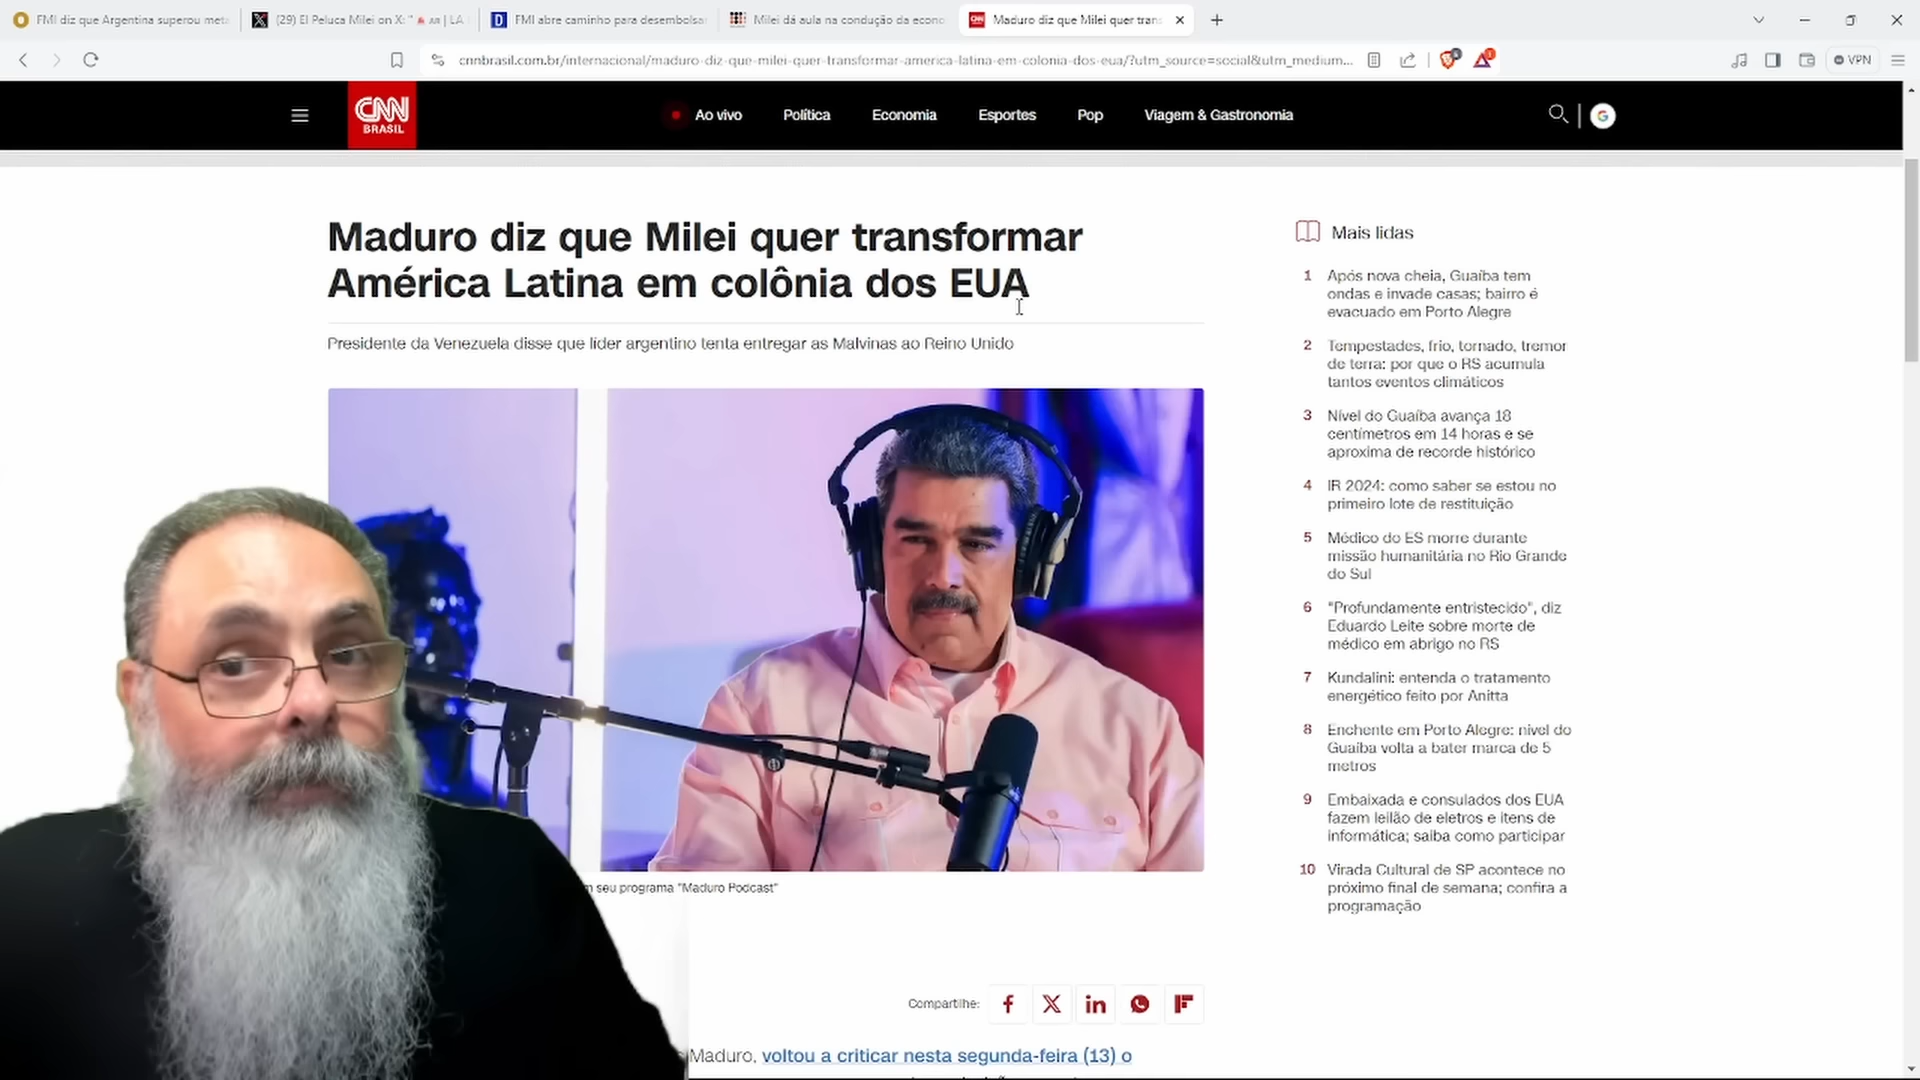 FMI diz que Argentina superou meta
(29) El Peluca Milei on X: "
| LA
FMI abre caminho para desembolsa
Milei dá aula na condução da econo
Maduro diz que Milei quer trans
cnnbrasil.com.br/internacional/maduro-diz-que-milei-quer-transformar-america-latina-em-colonia-dos-eua/?utm_source=social&utm_medium...
VPN
CNN
BRASIL
Ao vivo
Política
Economia
Esportes
Pop
Viagem & Gastronomia
Maduro diz que Milei quer transformar
América Latina em colônia dos EUA
Presidente da Venezuela disse que líder argentino tenta entregar as Malvinas ao Reino Unido
seu programa "Maduro Podcast"
Compartilhe:
Maduro, voltou a criticar nesta segunda-feira (13) o
Mais lidas
1 Após nova cheia, Guaíba tem
ondas e invade casas; bairro é
evacuado em Porto Alegre
2 Tempestades, frio, tornado, tremor
de terra: por que o RS acumula
tantos eventos climáticos
3 Nível do Guaíba avança 18
centímetros em 14 horas e se
aproxima de recorde histórico
4 IR 2024: como saber se estou no
primeiro lote de restituição
5 Médico do ES morre durante
missão humanitária no Rio Grande
do Sul
6 "Profundamente entristecido", diz
Eduardo Leite sobre morte de
médico em abrigo no RS
7 Kundalini: entenda o tratamento
energético feito por Anitta
8 Enchente em Porto Alegre: nível do
Guaíba volta a bater marca de 5
metros
9 Embaixada e consulados dos EUA
fazem leilão de eletros e itens de
informática; saiba como participar
10 Virada Cultural de SP acontece no
próximo final de semana; confira a
programação